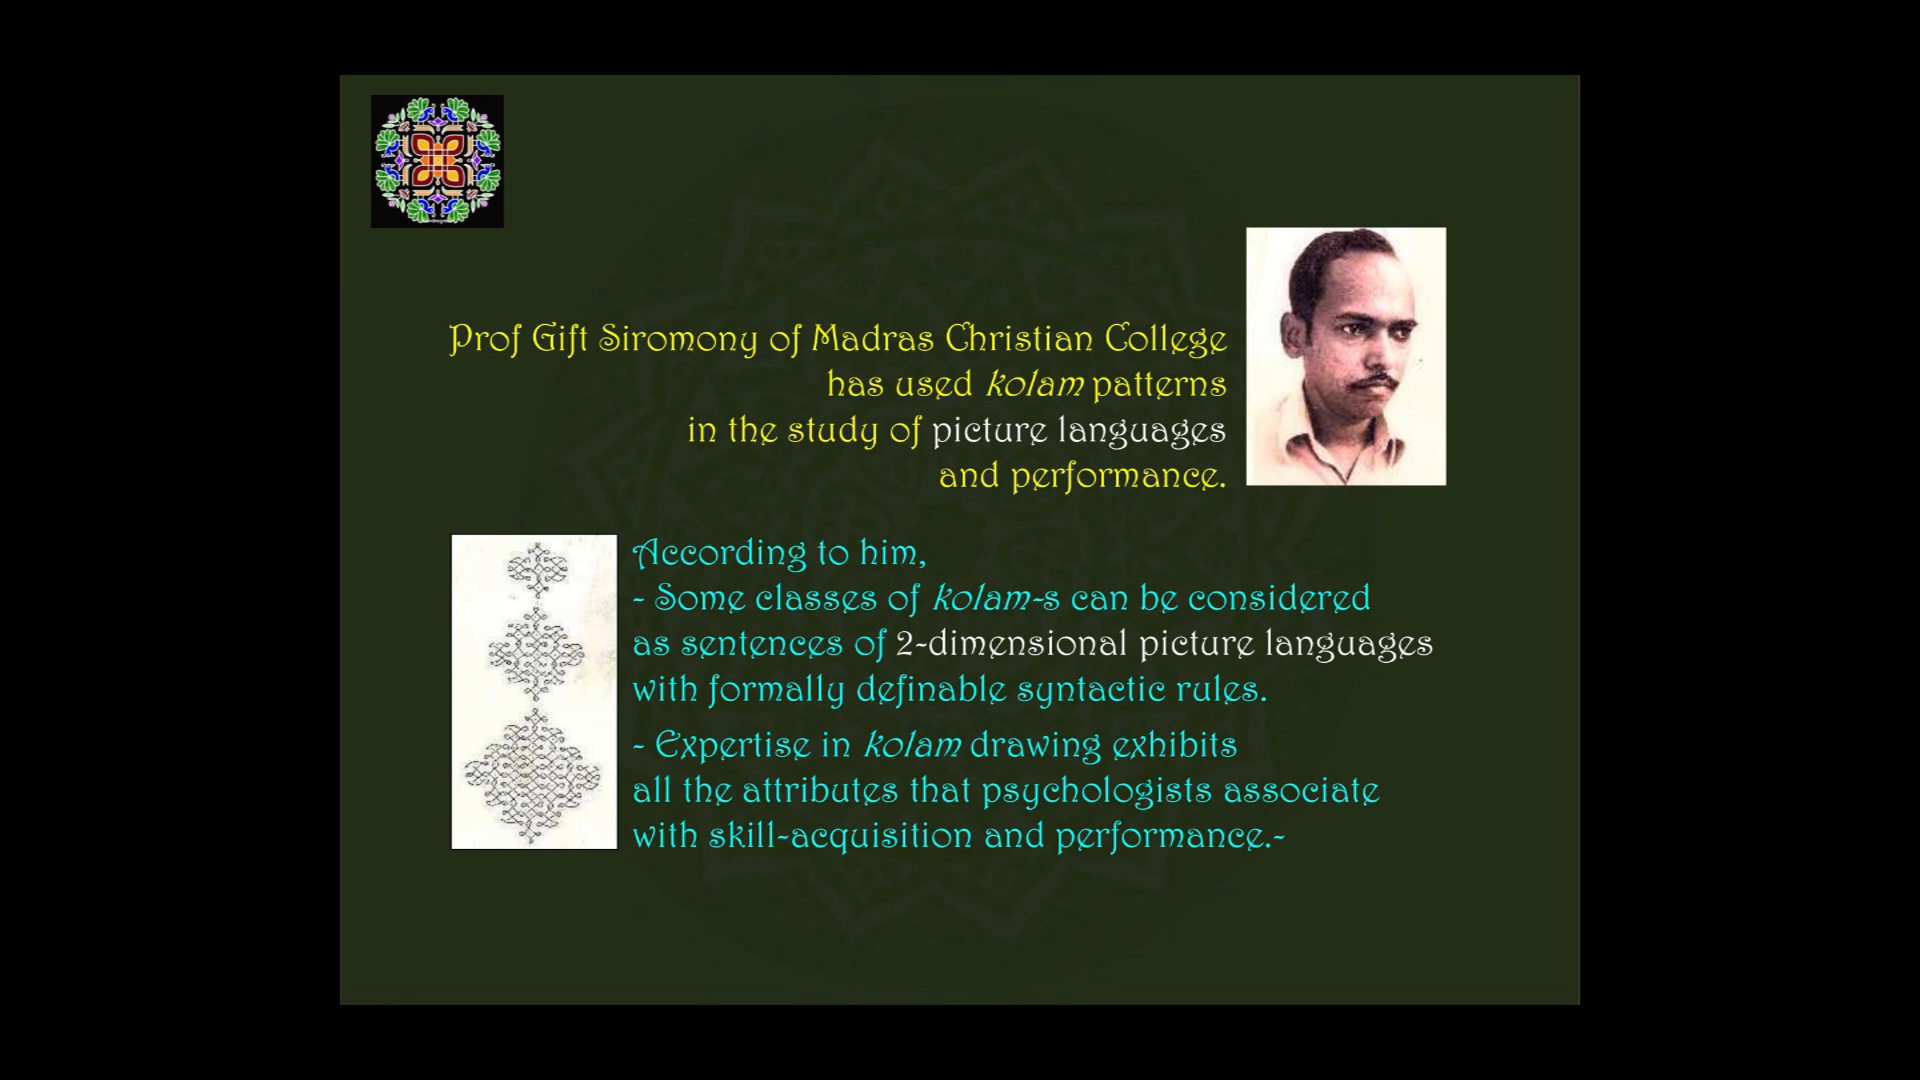 Prof Gift Siromony of Madras Christian College
has used kolam patterns
in the study of picture languages
and performance.
According to him,
- Some classes of kolam-s can be considered
as sentences of 2-dimensional picture languages
with formally definable syntactic rules.
- Expertise in kolam drawing exhibits
all the attributes that psychologists associate
with skill-acquisition and performance.-